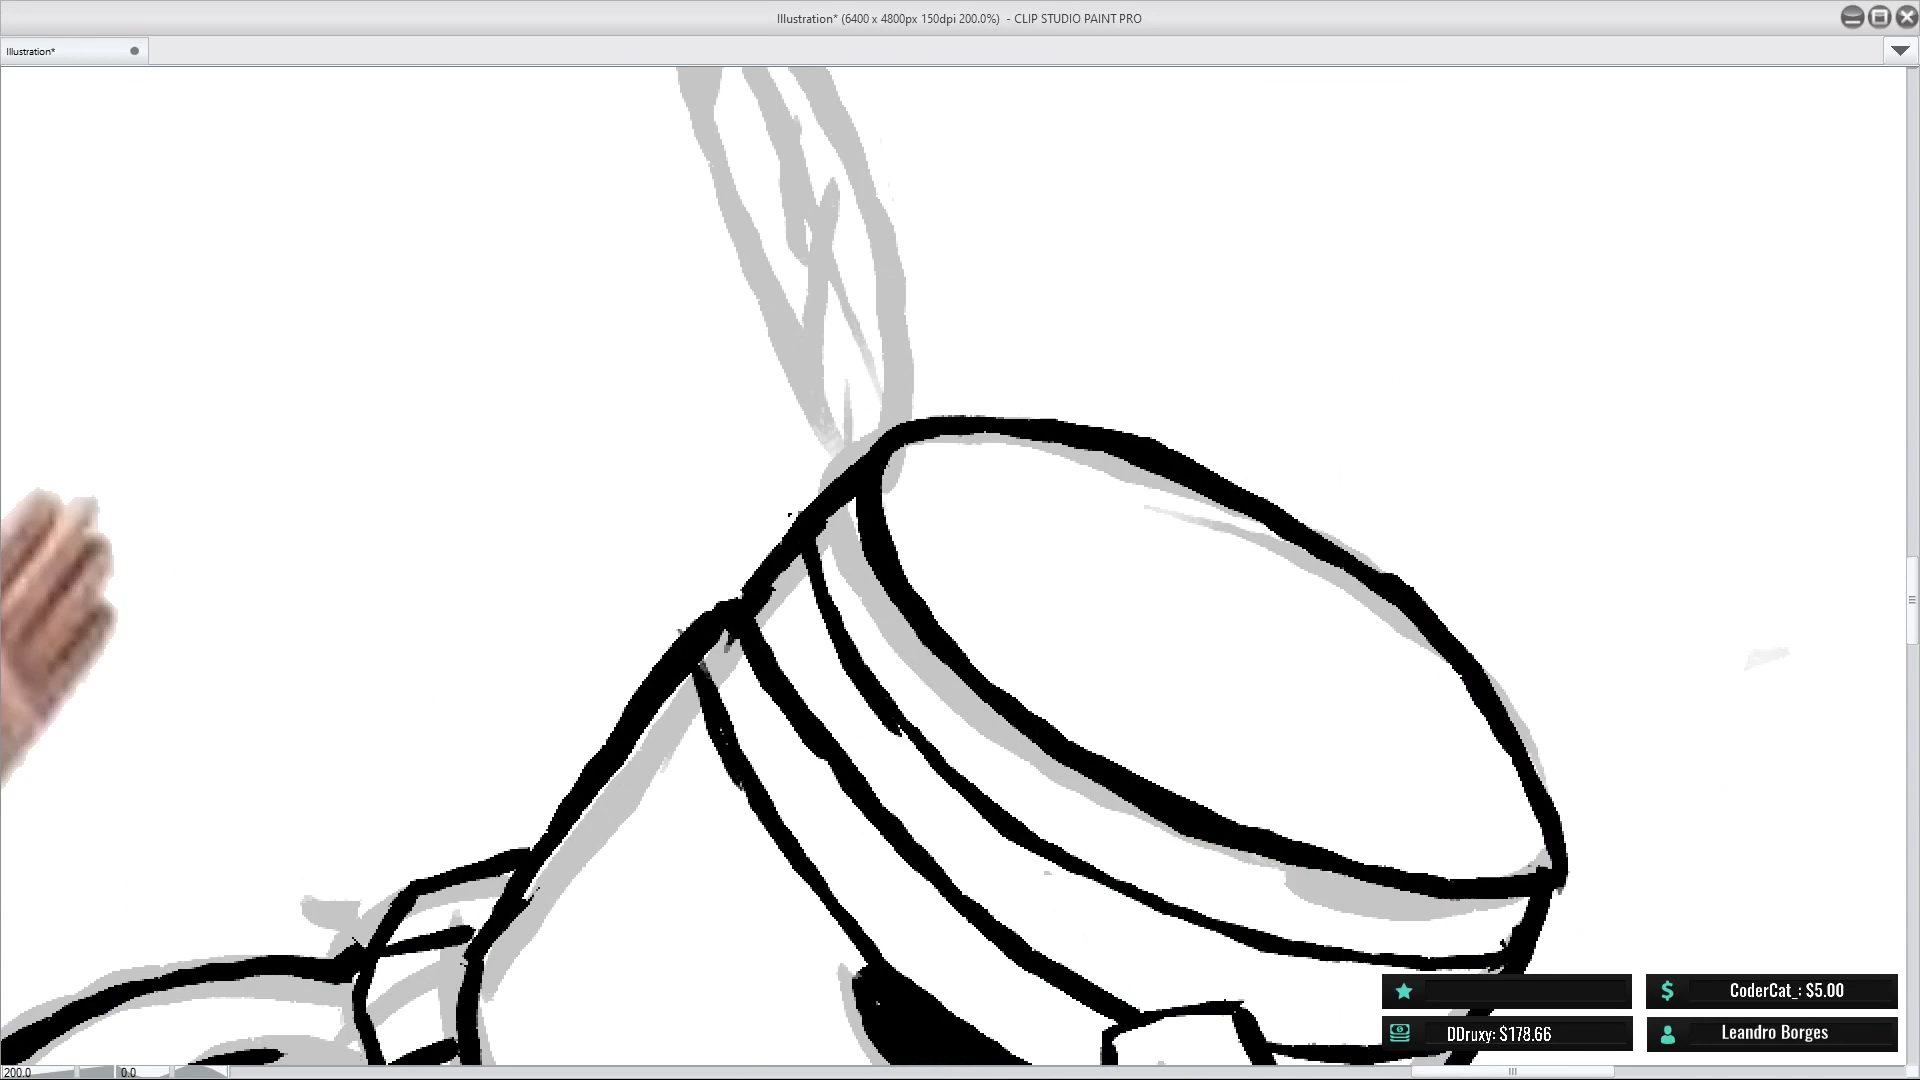 Illustration* (6400 x 4800px 150dpi 200.0%) - CLIP STUDIO PAINT PRO
Illustration*
CoderCat_: $5.00
DDruxy: $178.66
Leandro Borges
200.0
0.0